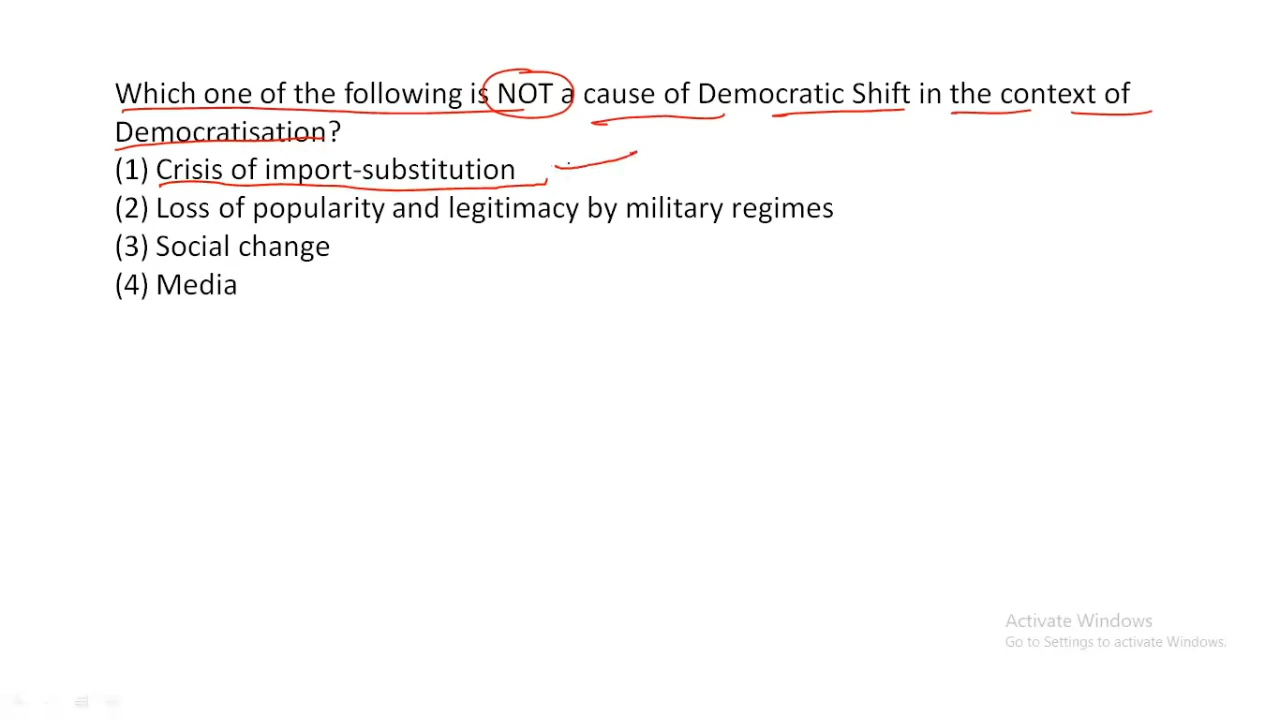 Which one of the following is NOT a cause of Democratic Shift in the context of
Democratisation?
(1) Crisis of import-substitution
(2) Loss of popularity and legitimacy by military regimes
(3) Social change
(4) Media
Activate Windows
Go to Settings to activate Windows.